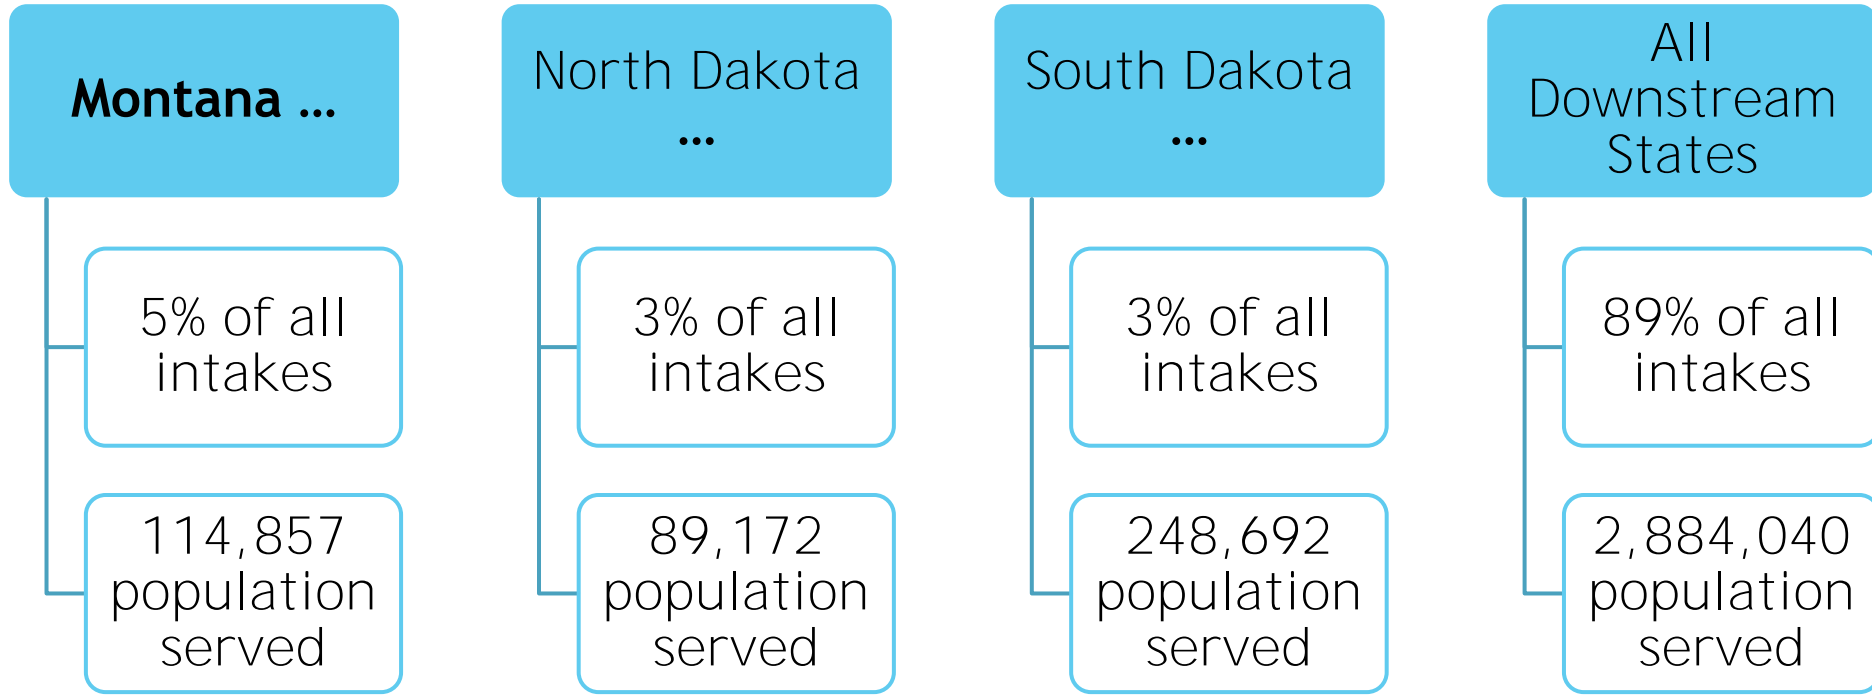 Montana …
5% of all
intakes
114,857
population
served
North Dakota
…
3% of all
intakes
89,172
population
served
South Dakota
…
3% of all
intakes
248,692
population
served
All
Downstream
States
89% of all
intakes
2,884,040
population
served